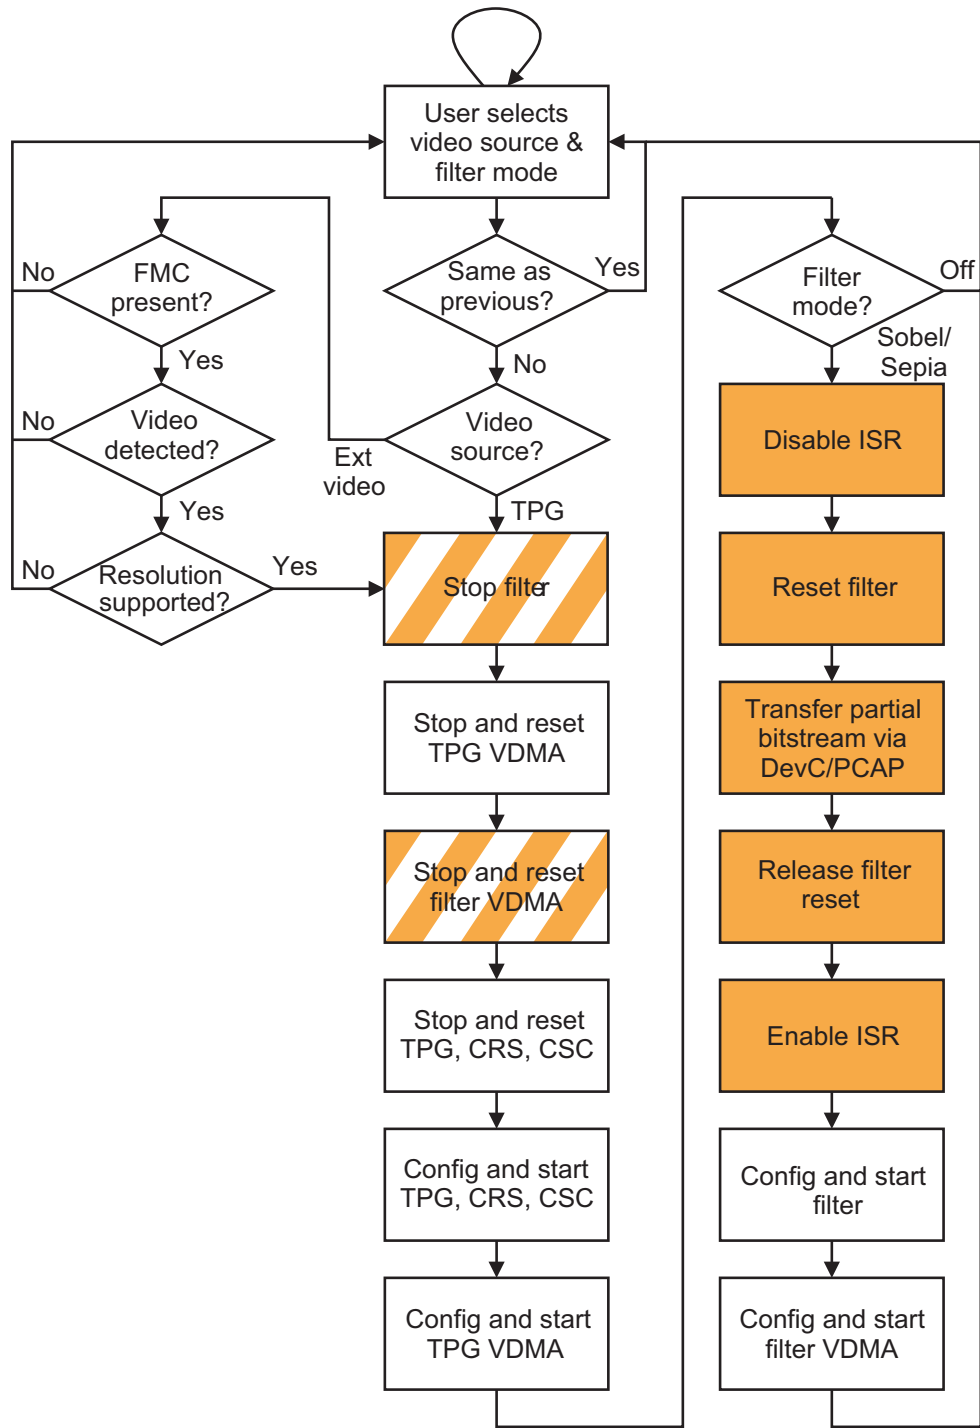 User selects
video source &
filter mode
No
FMC
present?
Same as
previous?
Yes
Filter
mode?
Off
Yes
No
Sobel/
Sepia
No
Video
detected?
Ext
video
Video
source?
Disable ISR
Yes
TPG
No
Resolution
supported?
Yes
Stop filter
Reset filter
Stop and reset
TPG VDMA
Transfer partial
bitstream via
DevC/PCAP
Stop and reset
filter VDMA
Release filter
reset
Stop and reset
TPG, CRS, CSC
Enable ISR
Config and start
TPG, CRS, CSC
Config and start
filter
Config and start
TPG VDMA
Config and start
filter VDMA